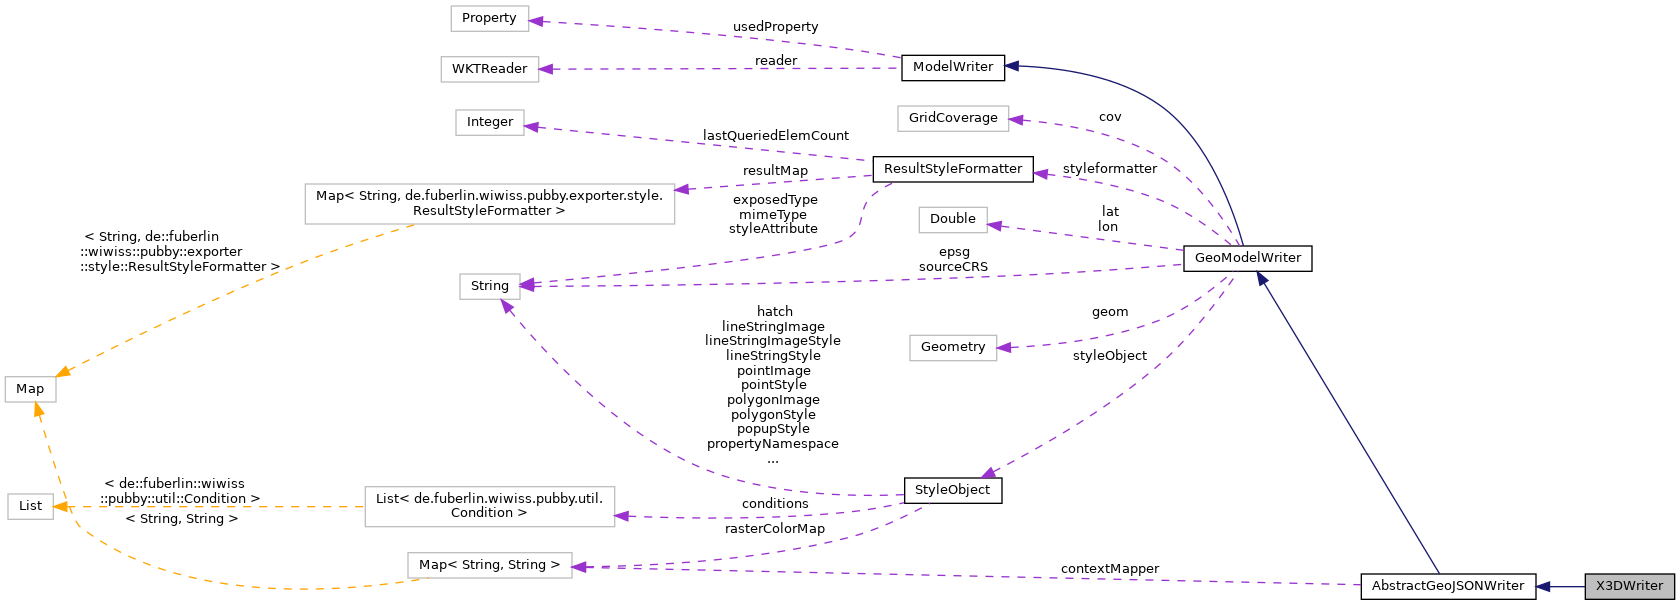 Property
usedProperty
WKTReader
reader
ModelWriter
Integer
lastQueriedElemCount
GridCoverage
cov
ResultStyleFormatter
styleformatter
resultMap
Map< String, de.fuberlin.wiwiss.pubby.exporter.style.
ResultStyleFormatter >
exposedType
mimeType
styleAttribute
Double
lat
lon
< String, de::fuberlin
::wiwiss::pubby::exporter
::style::ResultStyleFormatter >
epsg
sourceCRS
GeoModelWriter
String
hatch
lineStringImage
lineStringImageStyle
lineStringStyle
pointImage
pointStyle
polygonImage
polygonStyle
popupStyle
propertyNamespace
...
geom
Geometry
styleObject
Map
< de::fuberlin::wiwiss
::pubby::util::Condition >
List
List< de.fuberlin.wiwiss.pubby.util.
Condition >
conditions
StyleObject
< String, String >
rasterColorMap
Map< String, String >
contextMapper
AbstractGeoJSONWriter
X3DWriter